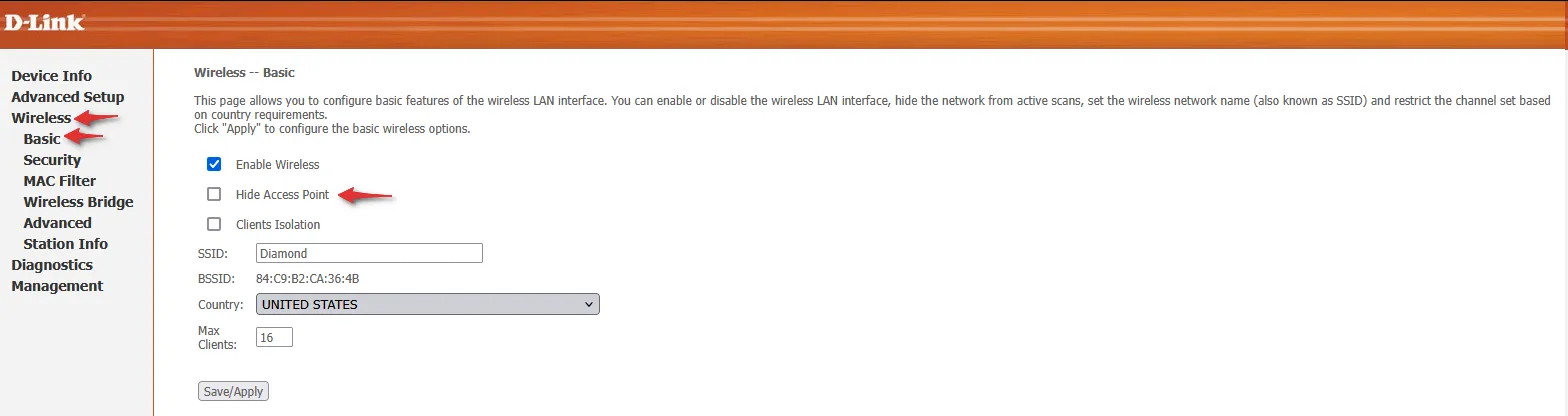 D-Link
Device Info
Advanced Setup
Wireless
Basic
Security
MAC Filter
Wireless Bridge
Advanced
Station Info
Diagnostics
Management
Wireless -- Basic
This page allows you to configure basic features of the wireless LAN interface. You can enable or disable the wireless LAN interface, hide the network from active scans, set the wireless network name (also known as SSID) and restrict the channel set based
on country requirements.
Click "Apply" to configure the basic wireless options.
Enable Wireless
Hide Access Point
Clients Isolation
SSID: Diamond
BSSID: 84:C9:B2:CA:36:4B
Country: UNITED STATES
Max
Clients: 16
Save/Apply